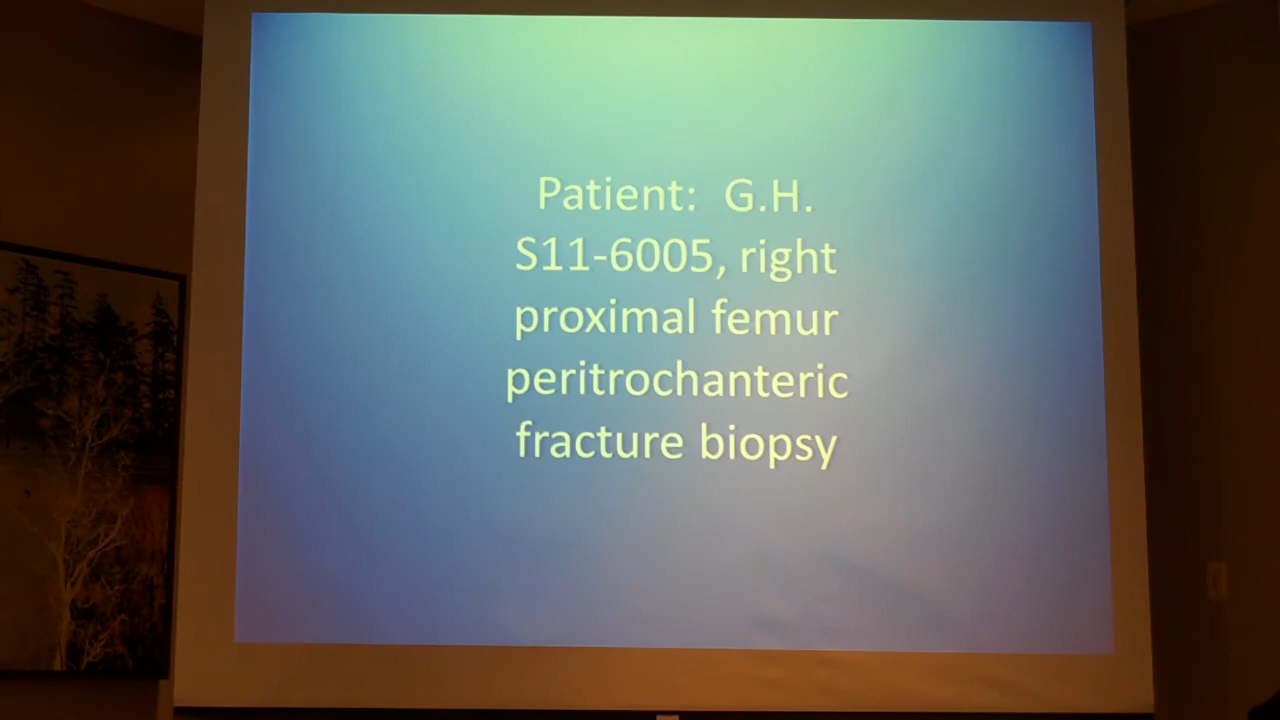 Patient:  G.H.
S11-6005, right
proximal femur
peritrochanteric
fracture biopsy